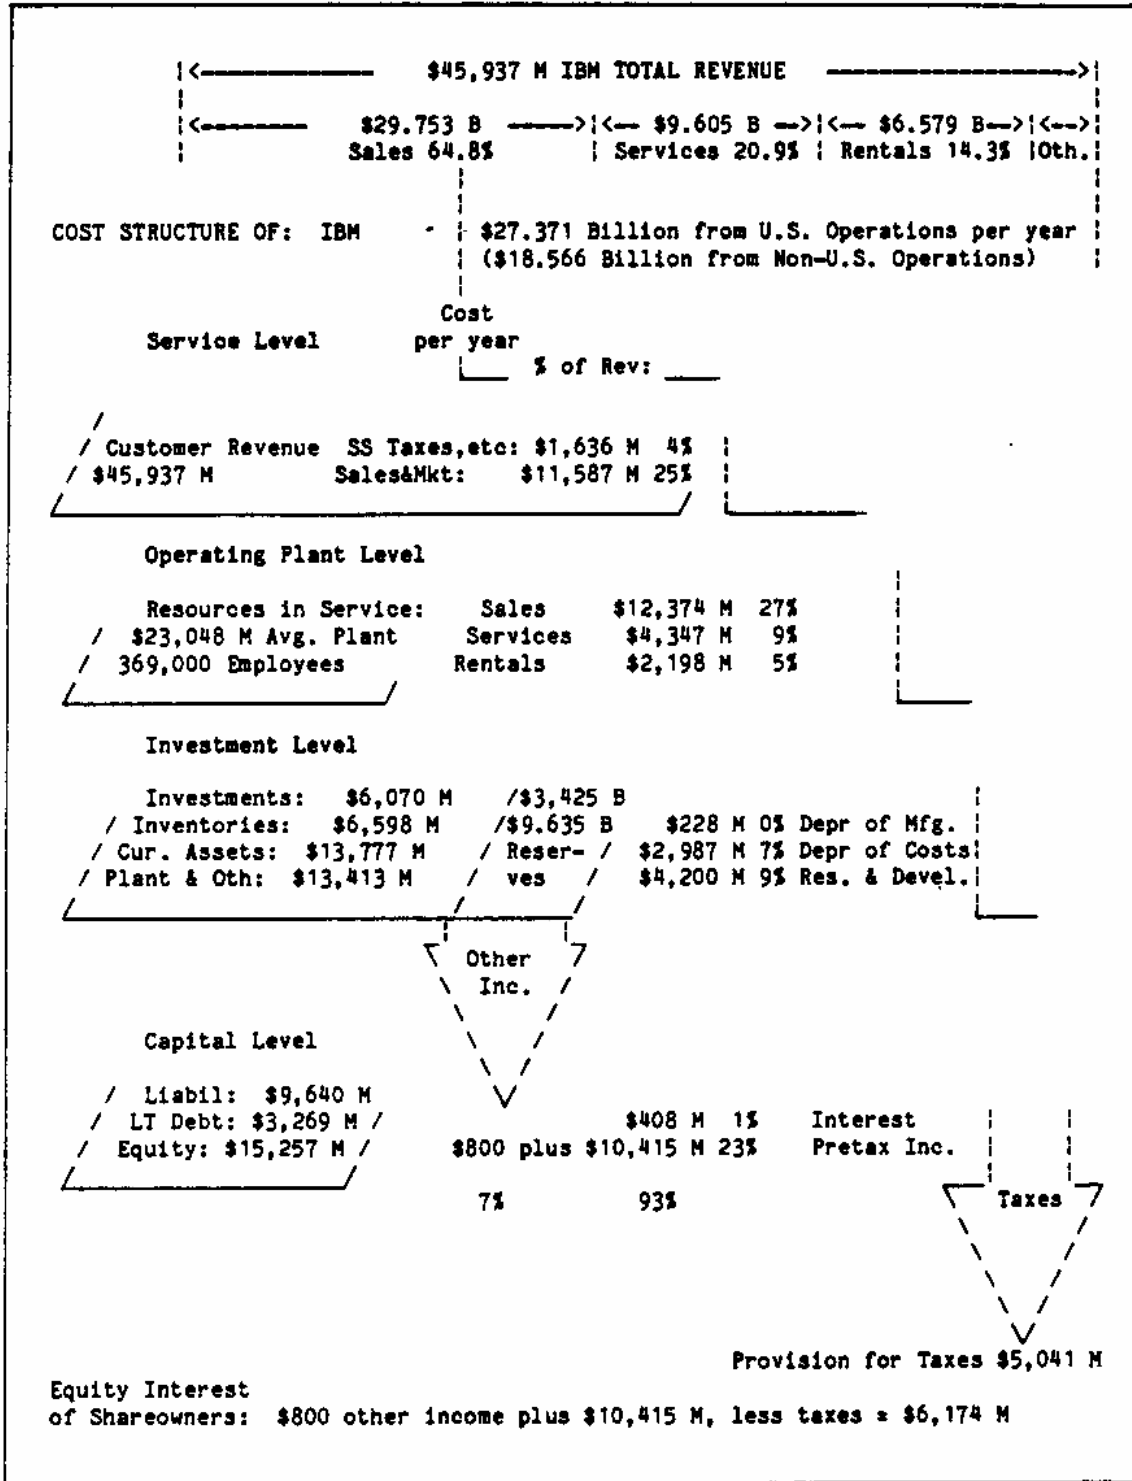 $45,937 M IBM TOTAL REVENUE
$29.753 B $9.605 B $6.579 B
Sales 64.8% Services 20.9% Rentals 14.3% Oth.
COST STRUCTURE OF: IBM $27.371 Billion from U.S. Operations per year
($18.566 Billion from Non-U.S. Operations)
Cost
Service Level per year
% of Rev:
Customer Revenue SS Taxes,etc: $1,636 M 4%
$45,937 M Sales&Mkt: $11,587 M 25%
Operating Plant Level
Resources in Service: Sales $12,374 M 27%
$23,048 M Avg. Plant Services $4,347 M 9%
369,000 Employees Rentals $2,198 M 5%
Investment Level
Investments: $6,070 M /$3,425 B
Inventories: $6,598 M /$9.635 B $228 M 0% Depr of Mfg.
Cur. Assets: $13,777 M / Reser- / $2,987 M 7% Depr of Costs
Plant & Oth: $13,413 M / ves / $4,200 M 9% Res. & Devel.
Other
Inc.
Capital Level
Liabil: $9,640 M
LT Debt: $3,269 M / $408 M 1% Interest
Equity: $15,257 M / $800 plus $10,415 M 23% Pretax Inc.
7% 93% Taxes
Provision for Taxes $5,041 M
Equity Interest
of Shareowners: $800 other income plus $10,415 M, less taxes = $6,174 M